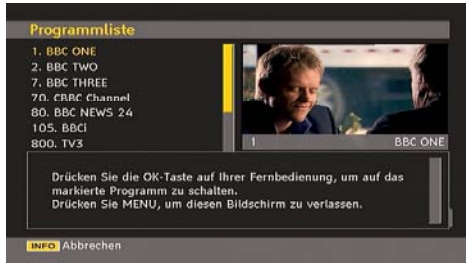 Programmliste
1. BBC ONE
2. BBC TWO
7. BBC THREE
70. CBBC Channel
80. BBC NEWS 24
105. BBCi
800. TV3
1 BBC ONE
Drücken Sie die OK-Taste auf Ihrer Fernbedienung, um auf das
markierte Programm zu schalten.
Drücken Sie MENU, um diesen Bildschirm zu verlassen.
INFO Abbrechen